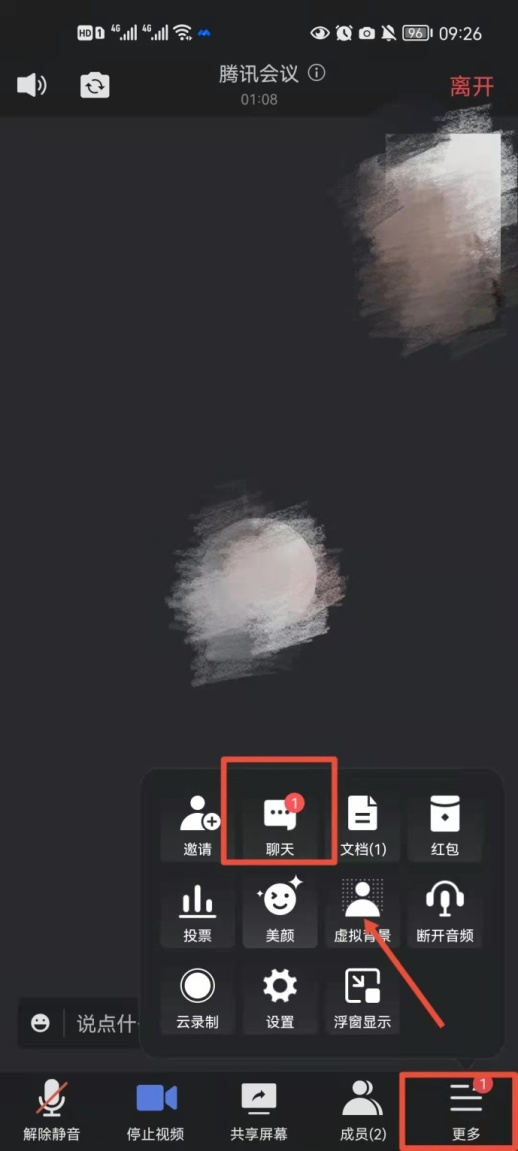 HD 1 4G 4G 96 09:26
腾讯会议
01:08
离开
1
邀请 聊天 文档(1) 红包
投票 美颜 虚拟背景 断开音频
云录制 设置 浮窗显示
说点什
1
解除静音 停止视频 共享屏幕 成员(2) 更多